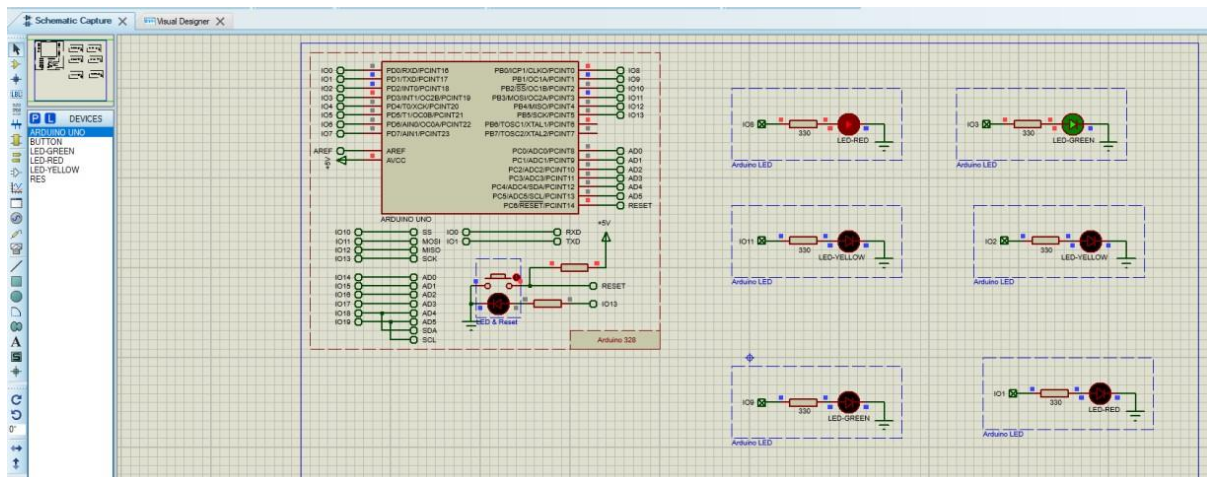 Schematic Capture
Visual Designer
P L DEVICES
ARDUINO UNO
BUTTON
LED-GREEN
LED-RED
LED-YELLOW
RES
LBL
A
S
C
0°
IO0 PD0/RXD/PCINT16 PB0/ICP1/CLKO/PCINT0 IO8
IO1 PD1/TXD/PCINT17 PB1/OC1A/PCINT1 IO9
IO2 PD2/INT0/PCINT18 PB2/SS/OC1B/PCINT2 IO10
IO3 PD3/INT1/OC2B/PCINT19 PB3/MOSI/OC2A/PCINT3 IO11
IO4 PD4/T0/XCK/PCINT20 PB4/MISO/PCINT4 IO12
IO5 PD5/T1/OC0B/PCINT21 PB5/SCK/PCINT5 IO13
IO6 PD6/AIN0/OC0A/PCINT22 PB6/TOSC1/XTAL1/PCINT6
IO7 PD7/AIN1/PCINT23 PB7/TOSC2/XTAL2/PCINT7
AREF AREF PC0/ADC0/PCINT8 AD0
+5V AVCC PC1/ADC1/PCINT9 AD1
PC2/ADC2/PCINT10 AD2
PC3/ADC3/PCINT11 AD3
PC4/ADC4/SDA/PCINT12 AD4
PC5/ADC5/SCL/PCINT13 AD5
PC6/RESET/PCINT14 RESET
ARDUINO UNO
+5V
IO10 SS IO0 RXD
IO11 MOSI IO1 TXD
IO12 MISO
IO13 SCK
IO14 AD0
IO15 AD1
IO16 AD2
IO17 AD3
IO18 AD4
IO19 AD5
SDA
SCL
RESET
IO13
LED & Reset
Arduino 328
IO8 330 LED-RED
Arduino LED
IO3 330 LED-GREEN
Arduino LED
IO11 330 LED-YELLOW
Arduino LED
IO2 330 LED-YELLOW
Arduino LED
IO9 330 LED-GREEN
Arduino LED
IO1 330 LED-RED
Arduino LED